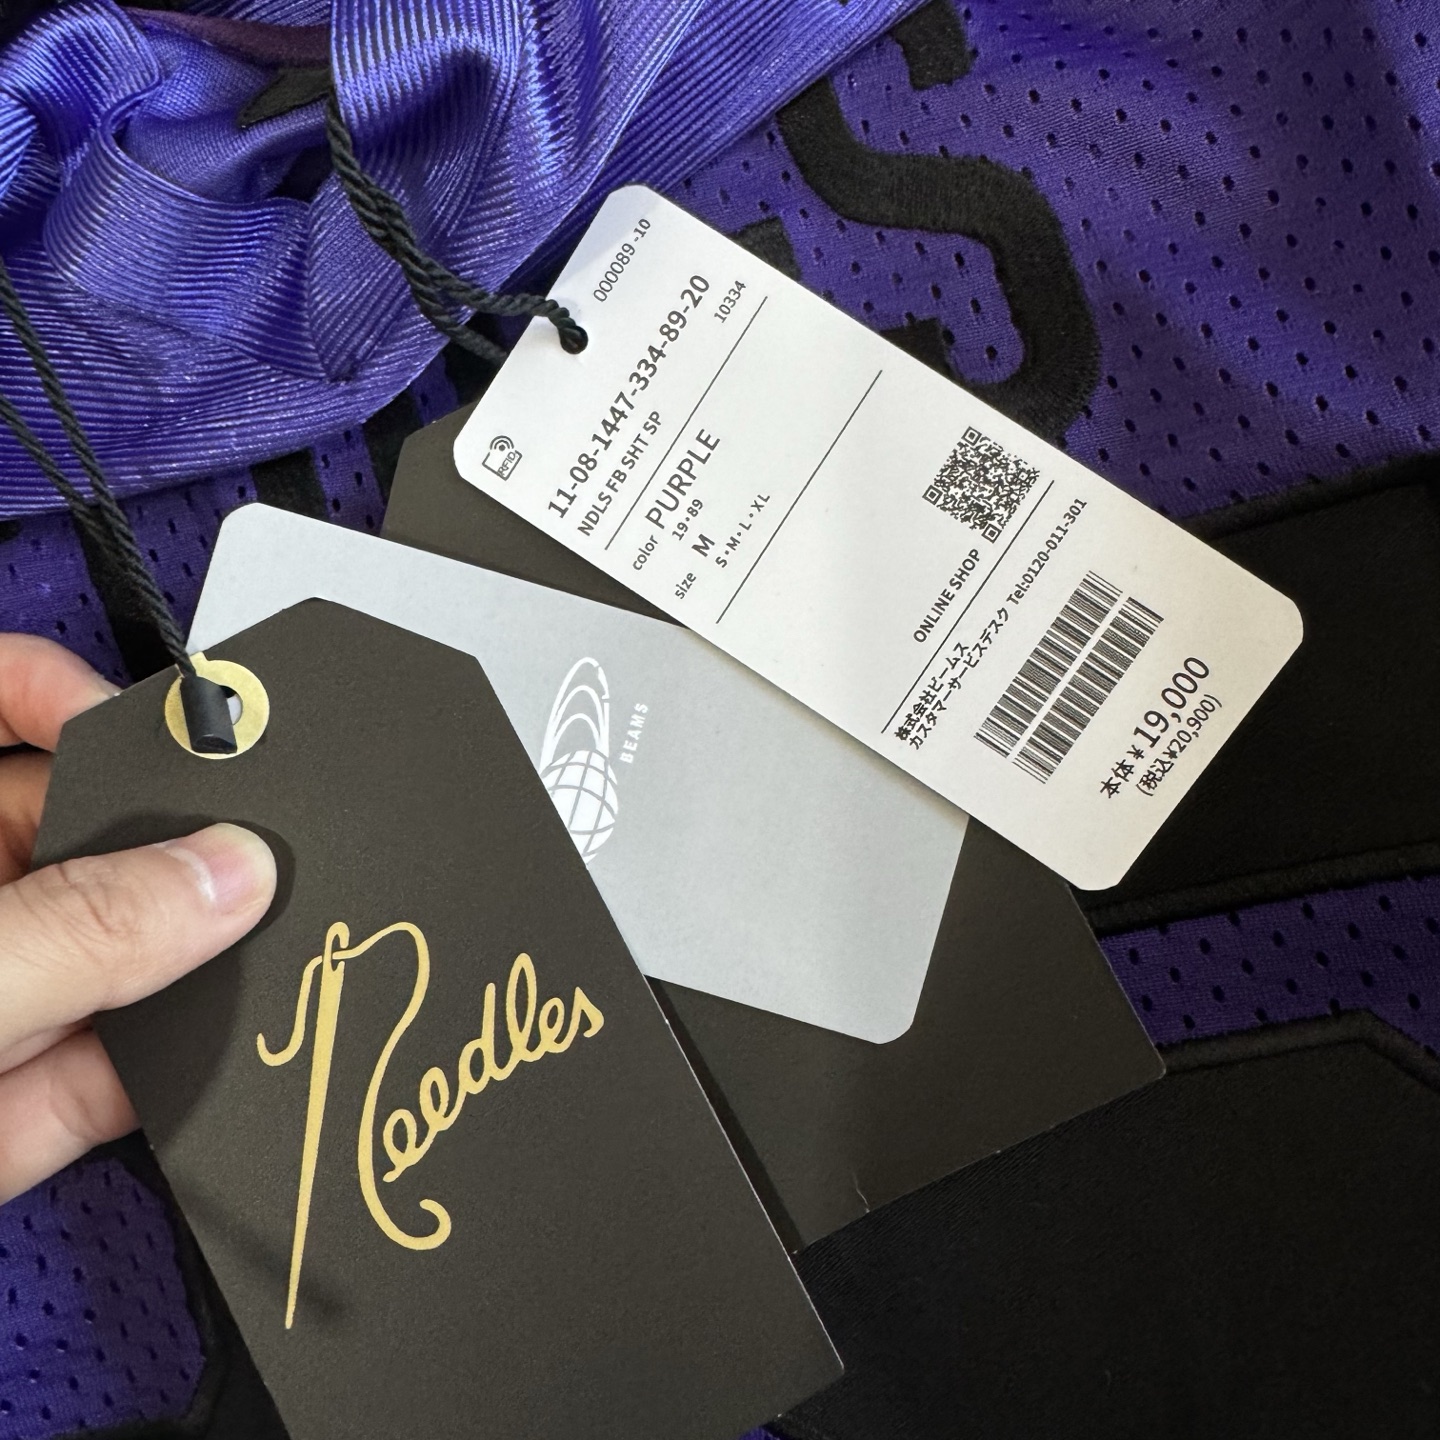 000089 -10
11-08-1447-334-89-20
NDLS FB SHT SP
10334
RFID
color PURPLE
19・89
size M
S・M・L・XL
ONLINE SHOP
株式会社ビームス
カスタマーサービスデスク Tel:0120-011-301
本体 ¥ 19,000
(税込¥20,900)
BEAMS
Needles